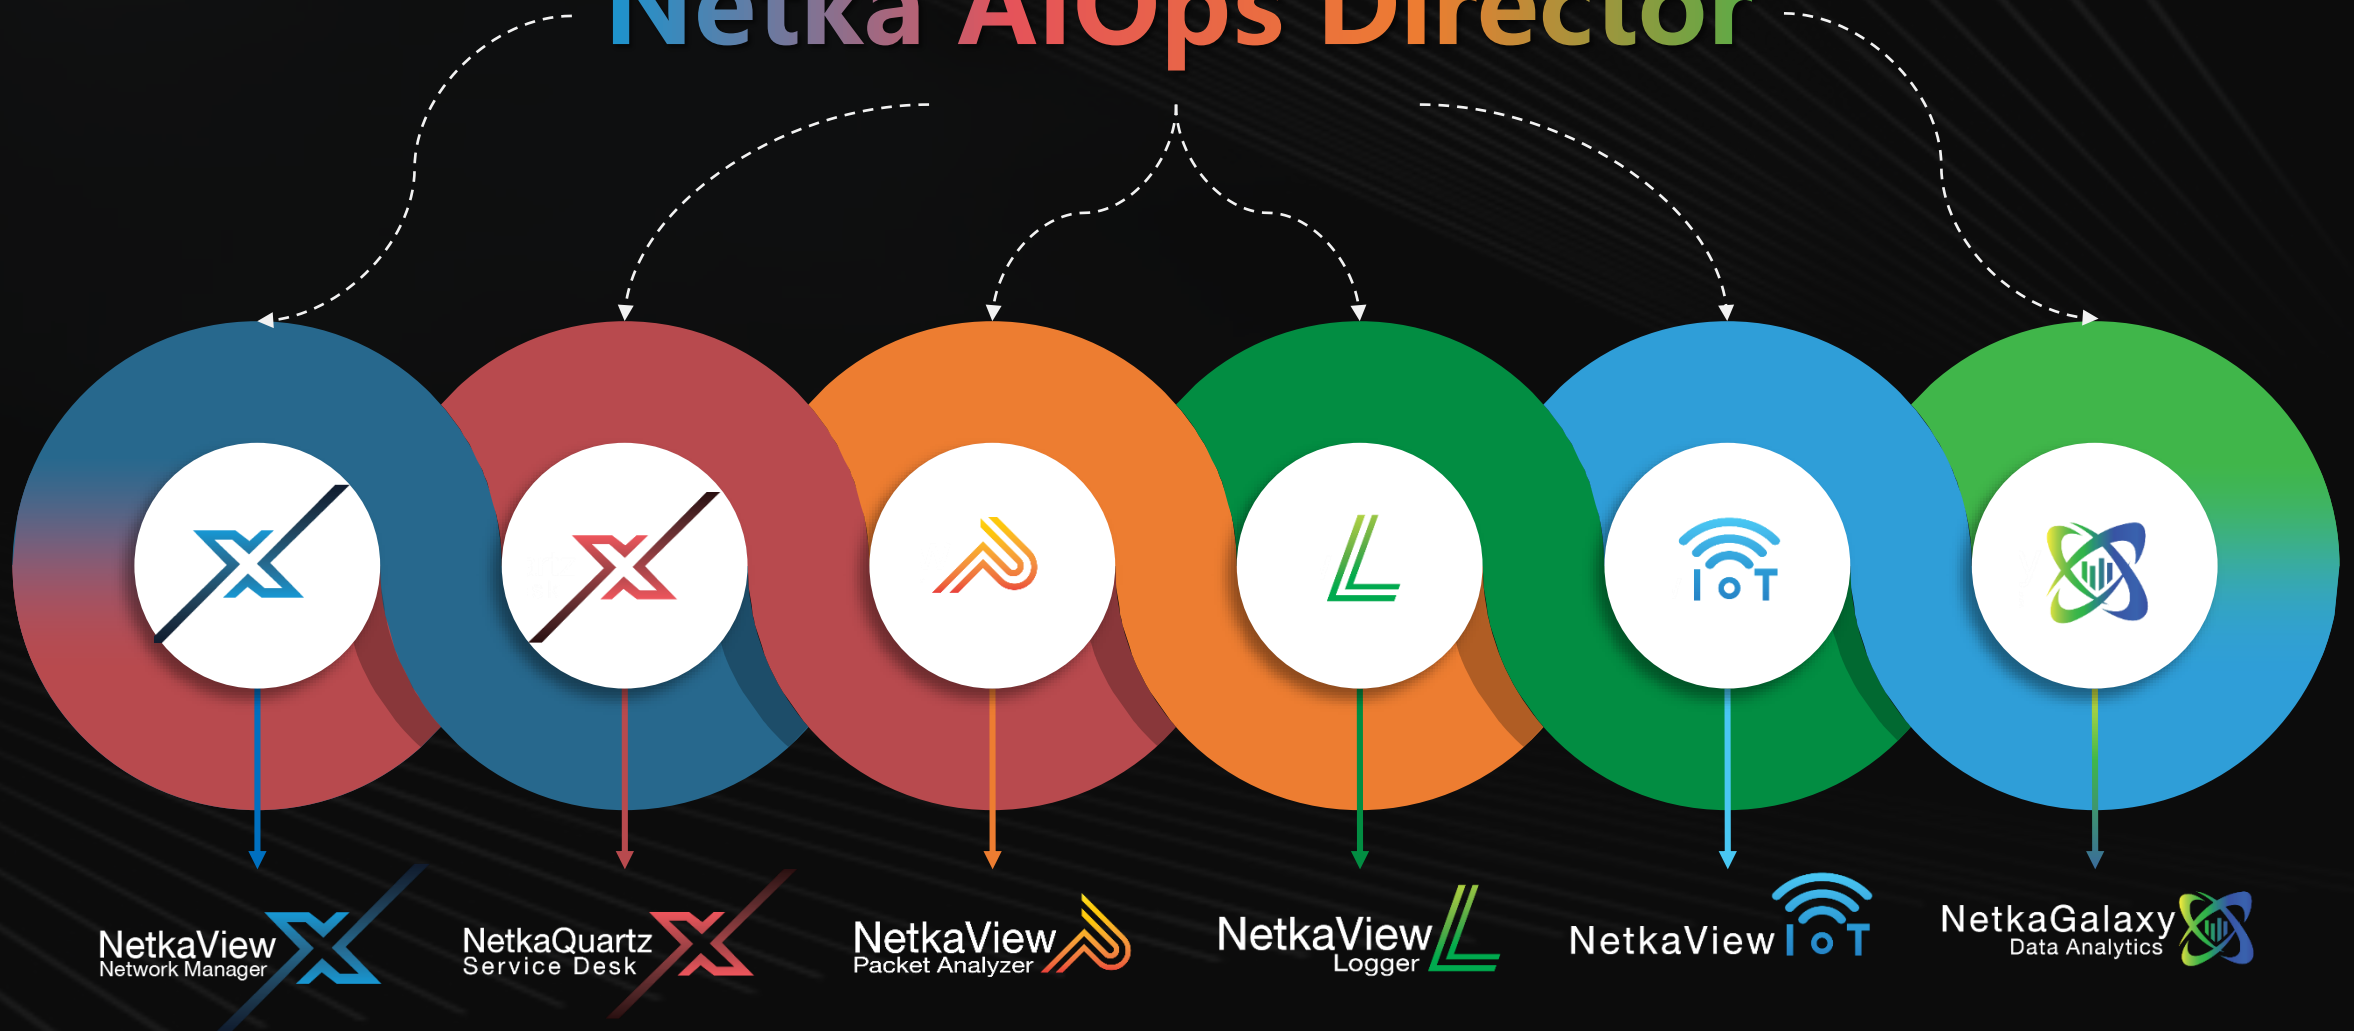 Netka AIOps Director
IoT
NetkaView
Network Manager
NetkaQuartz
Service Desk
NetkaView
Packet Analyzer
NetkaView
Logger
NetkaView IoT
NetkaGalaxy
Data Analytics